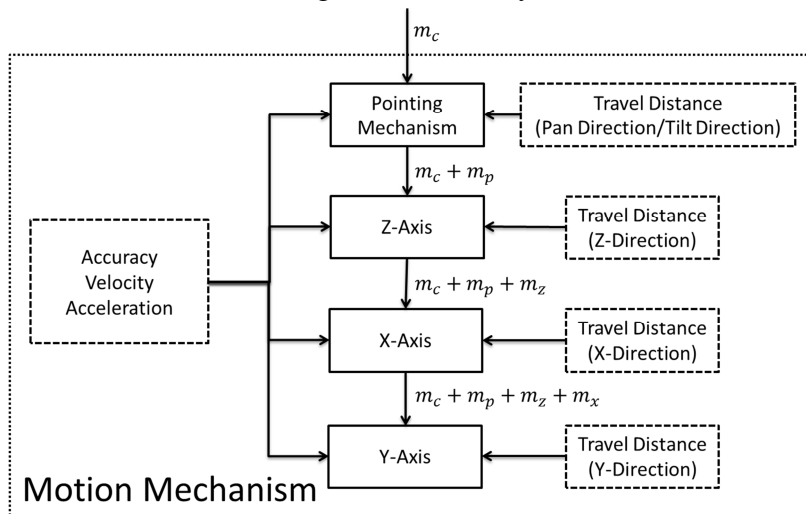 m_c
Pointing
Mechanism
Travel Distance
(Pan Direction/Tilt Direction)
m_c + m_p
Z-Axis
Travel Distance
(Z-Direction)
Accuracy
Velocity
Acceleration
m_c + m_p + m_z
X-Axis
Travel Distance
(X-Direction)
m_c + m_p + m_z + m_x
Y-Axis
Travel Distance
(Y-Direction)
Motion Mechanism